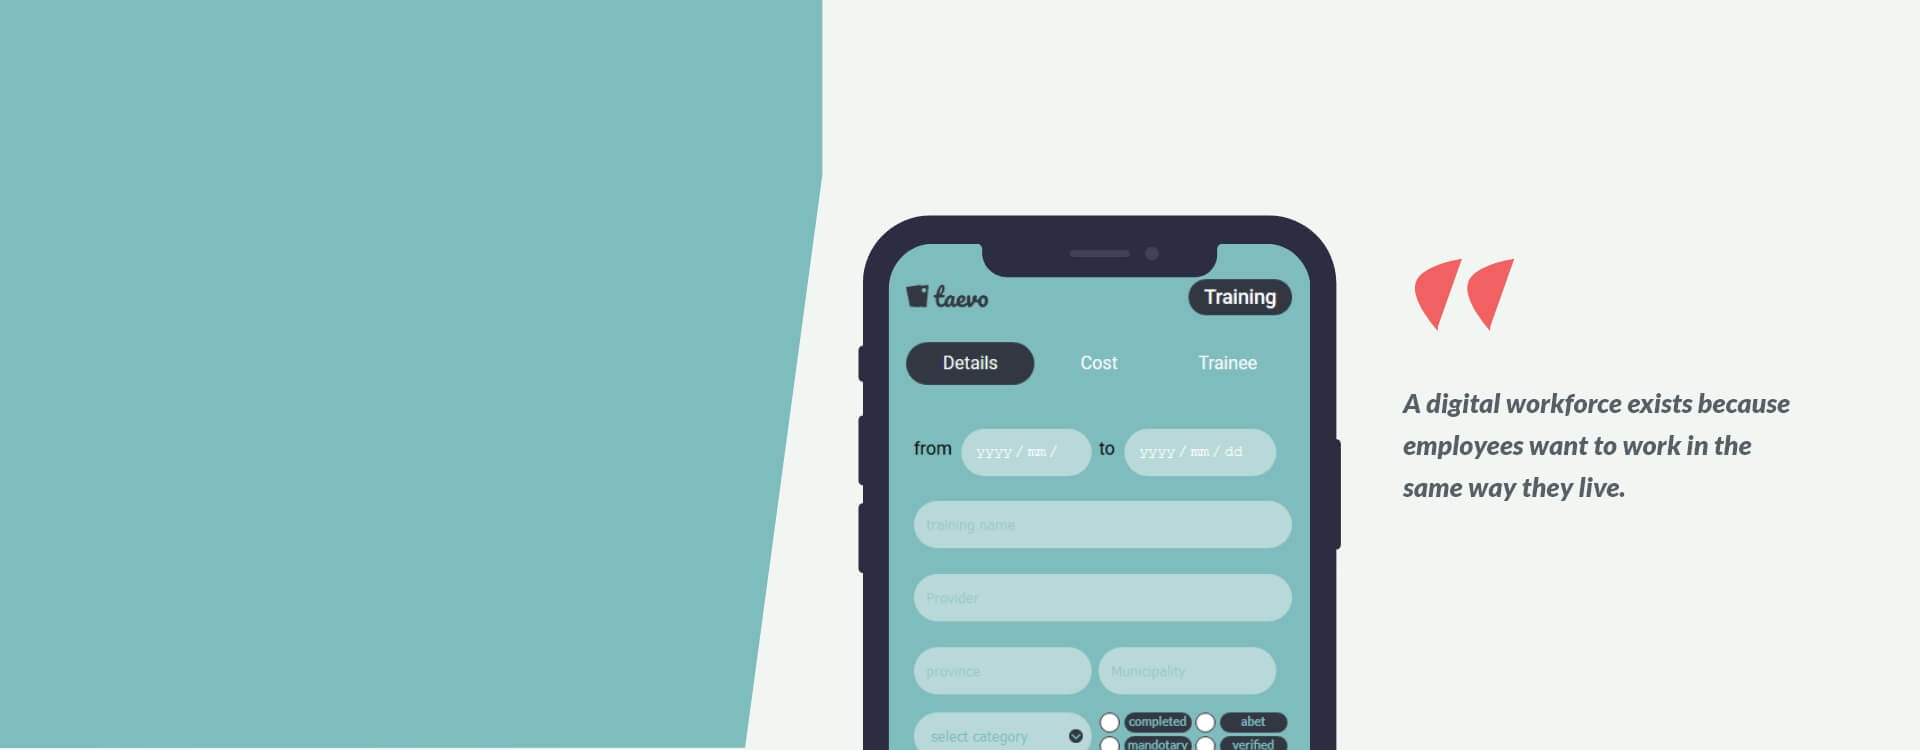 taevo
Training
Details Cost Trainee
from yyyy / mm / to yyyy / mm / dd
training name
Provider
province Municipality
select category
completed abet
mandotary verified
A digital workforce exists because
employees want to work in the
same way they live.